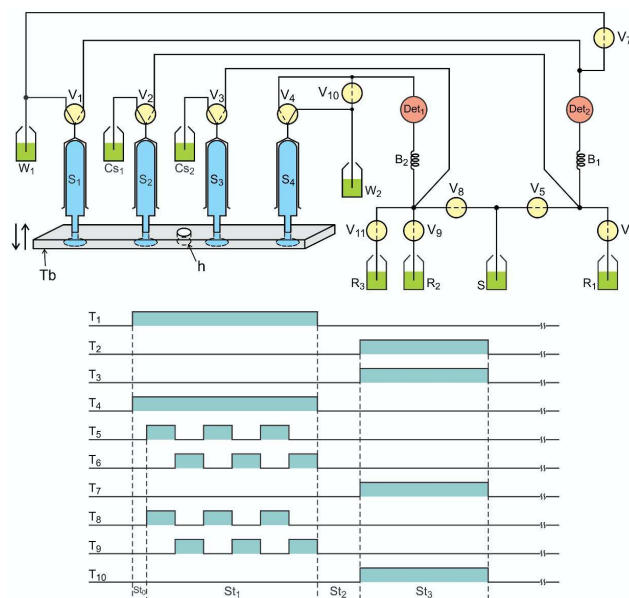 V7
V1 V2 V3 V4
V10
Det1 Det2
W1 Cs1 Cs2
B2 B1
S1 S2 S3 S4
W2
V8 V5
V11 V9 V
Tb
h
R3 R2 S R1
T1
T2
T3
T4
T5
T6
T7
T8
T9
T10
St0 St1 St2 St3